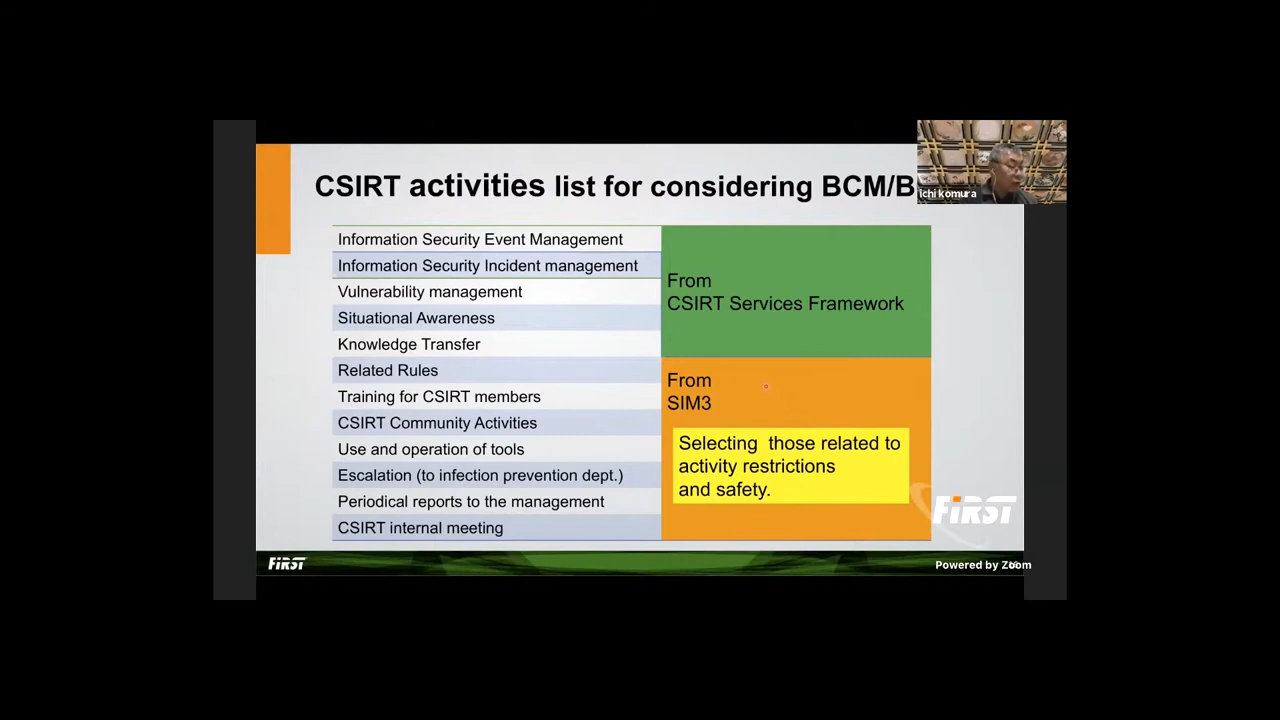 CSIRT activities list for considering BCM/B
ichi komura
Information Security Event Management
Information Security Incident management
Vulnerability management
Situational Awareness
Knowledge Transfer
Related Rules
Training for CSIRT members
CSIRT Community Activities
Use and operation of tools
Escalation (to infection prevention dept.)
Periodical reports to the management
CSIRT internal meeting
From
CSIRT Services Framework
From
SIM3
Selecting those related to
activity restrictions
and safety.
FiRST
FiRST
Powered by Zoom